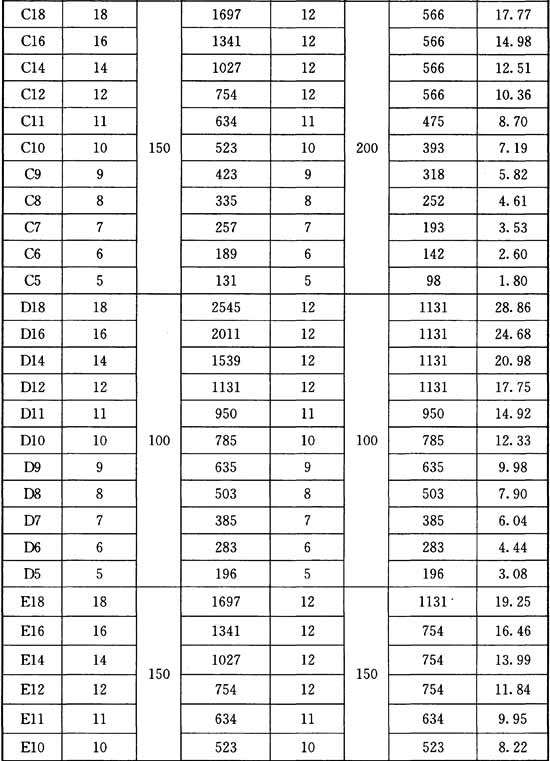 C18 18 1697 12 566 17.77
C16 16 1341 12 566 14.98
C14 14 1027 12 566 12.51
C12 12 754 12 566 10.36
C11 11 634 11 475 8.70
C10 10 150 523 10 200 393 7.19
C9 9 423 9 318 5.82
C8 8 335 8 252 4.61
C7 7 257 7 193 3.53
C6 6 189 6 142 2.60
C5 5 131 5 98 1.80
D18 18 2545 12 1131 28.86
D16 16 2011 12 1131 24.68
D14 14 1539 12 1131 20.98
D12 12 1131 12 1131 17.75
D11 11 950 11 950 14.92
D10 10 100 785 10 100 785 12.33
D9 9 635 9 635 9.98
D8 8 503 8 503 7.90
D7 7 385 7 385 6.04
D6 6 283 6 283 4.44
D5 5 196 5 196 3.08
E18 18 1697 12 1131 19.25
E16 16 1341 12 754 16.46
E14 14 1027 12 754 13.99
150 150
E12 12 754 12 754 11.84
E11 11 634 11 634 9.95
E10 10 523 10 523 8.22